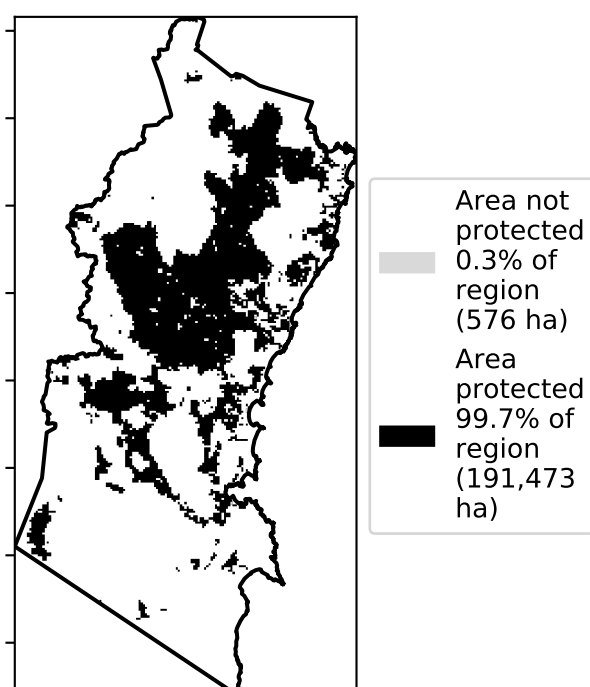 Area not
protected
0.3% of
region
(576 ha)
Area
protected
99.7% of
region
(191,473
ha)